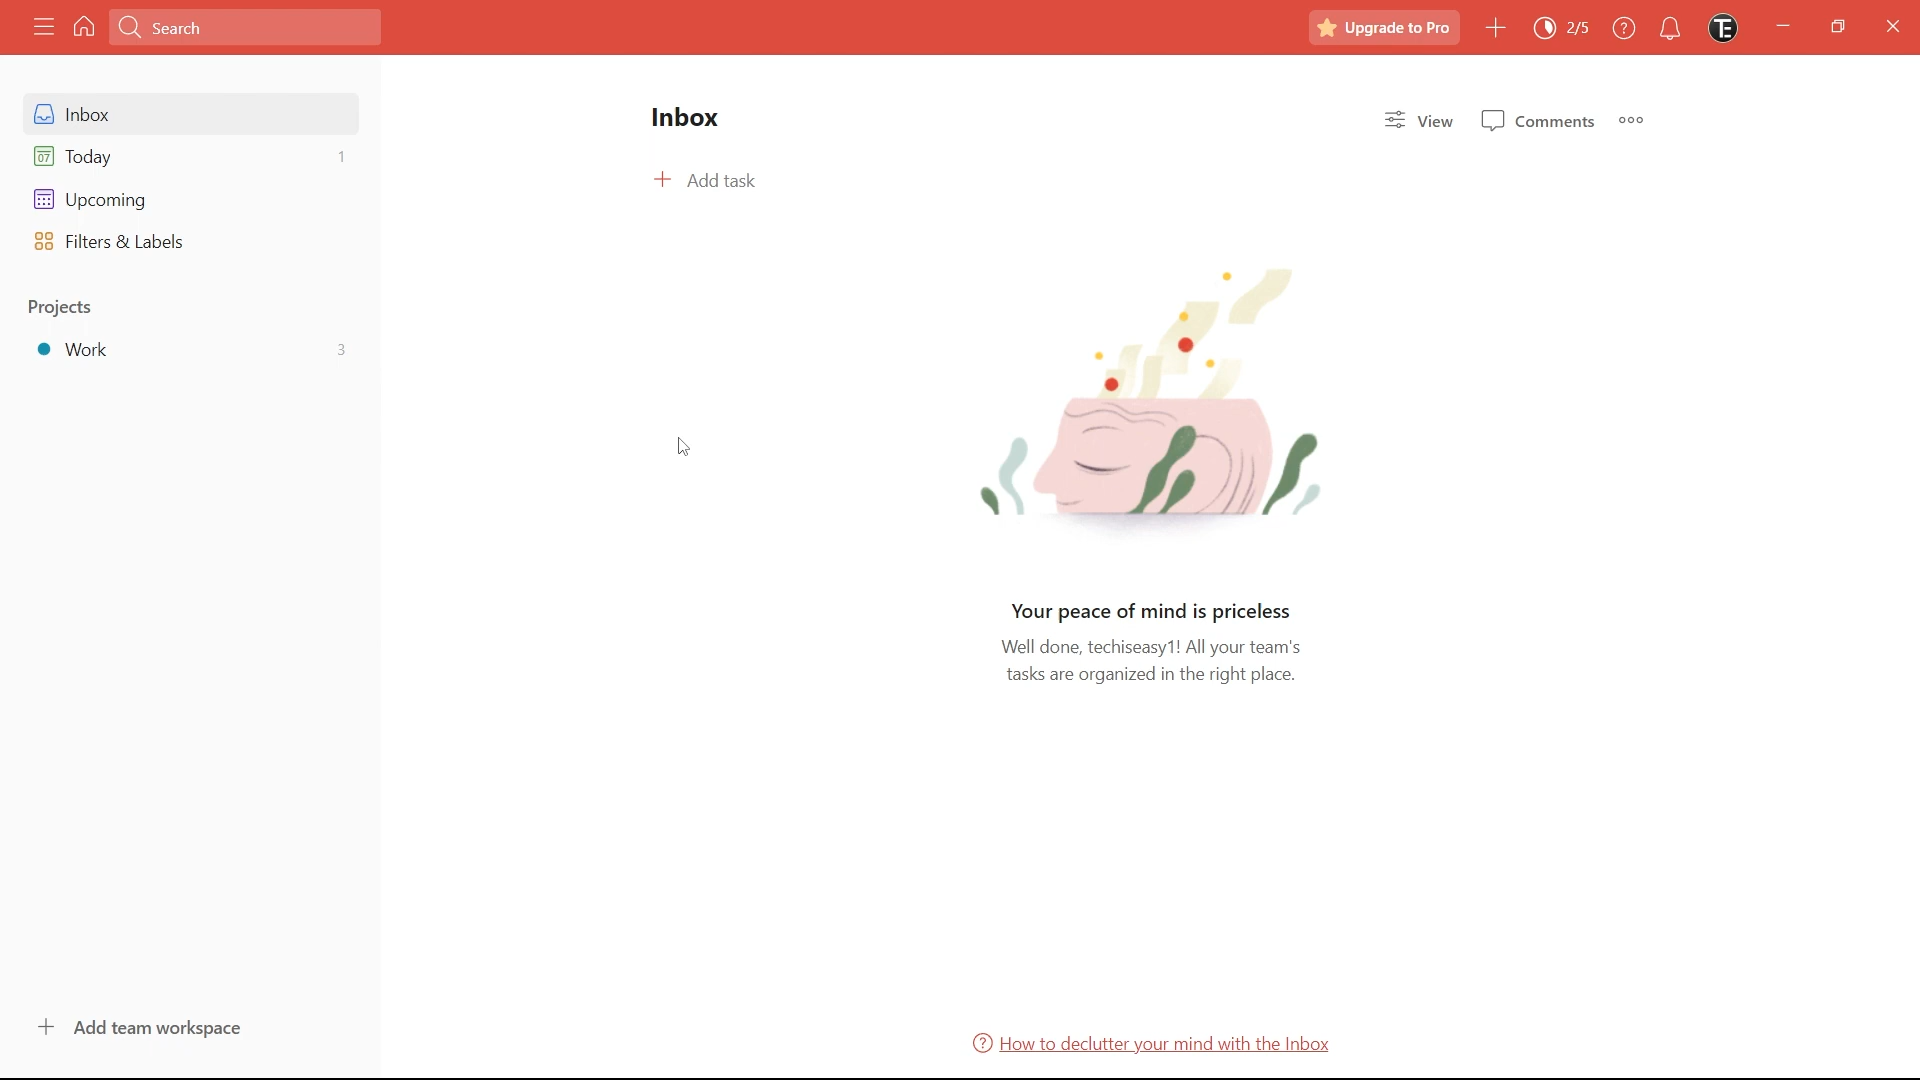 Search
Upgrade to Pro
2/5
TE
Inbox
07 Today 1
Upcoming
Filters & Labels
Projects
Work 3
Add team workspace
Inbox
View
Comments
Add task
Your peace of mind is priceless
Well done, techiseasy1! All your team's
tasks are organized in the right place.
How to declutter your mind with the Inbox